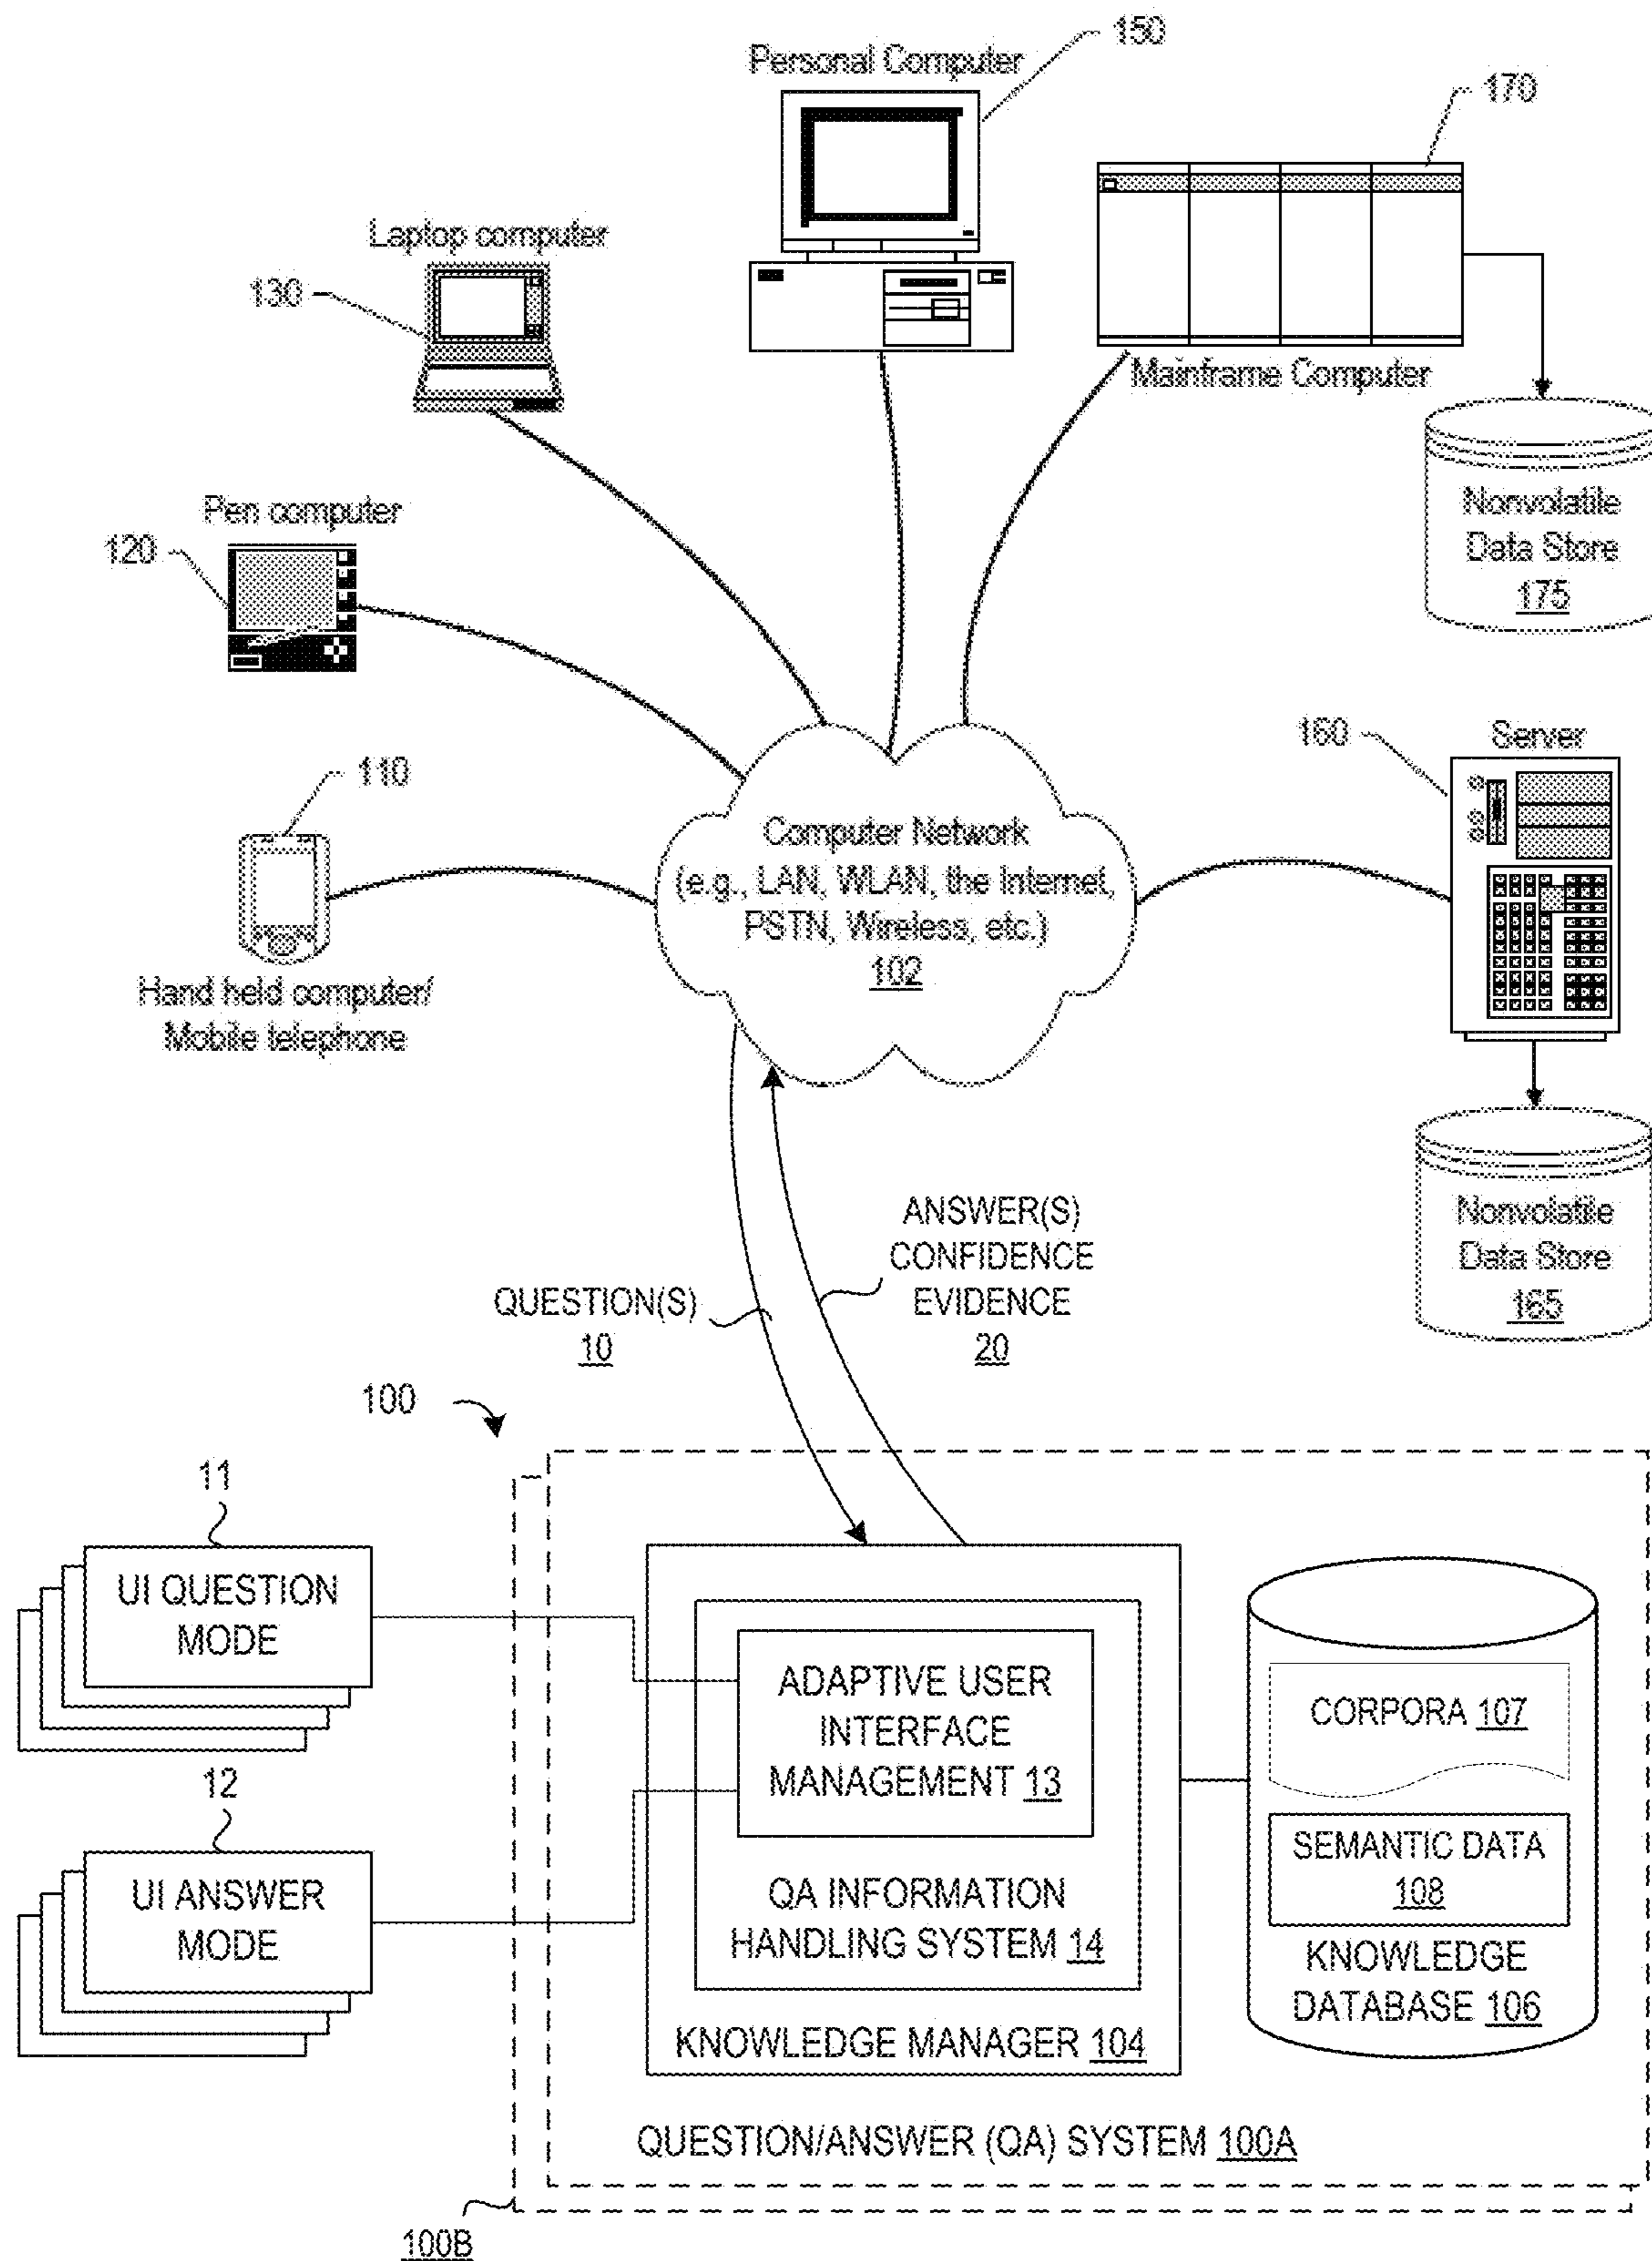 150
Personal Computer
170
Laptop computer
130
Mainframe Computer
Nonvolatile
Data Store
175
Pen computer
120
160
Server
110
Computer Network
(e.g., LAN, WLAN, the Internet,
PSTN, Wireless, etc.)
102
Hand held computer/
Mobile telephone
Nonvolatile
Data Store
165
ANSWER(S)
CONFIDENCE
EVIDENCE
20
QUESTION(S)
10
100
11
UI QUESTION
MODE
12
UI ANSWER
MODE
ADAPTIVE USER
INTERFACE
MANAGEMENT 13
QA INFORMATION
HANDLING SYSTEM 14
KNOWLEDGE MANAGER 104
CORPORA 107
SEMANTIC DATA
108
KNOWLEDGE
DATABASE 106
QUESTION/ANSWER (QA) SYSTEM 100A
100B